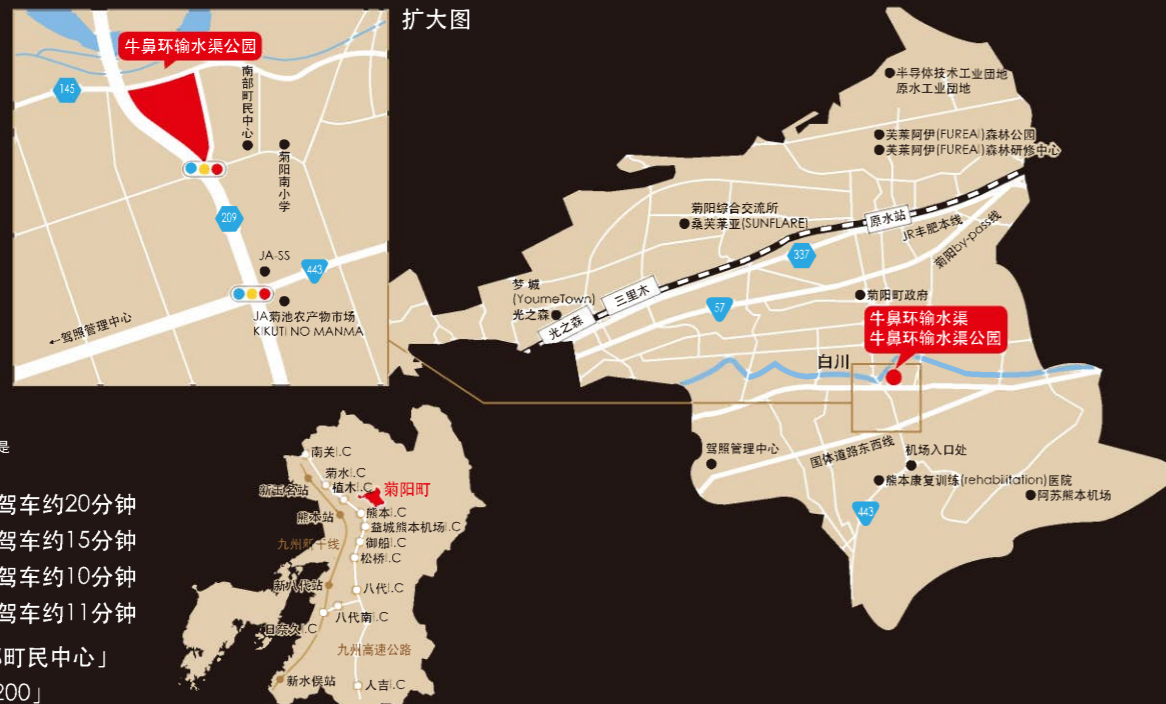 扩大图
牛鼻环输水渠公园
145
南部町民中心
菊阳南小学
209
JA-SS
443
JA菊池农产物市场
KIKUTI NO MANMA
←驾照管理中心
半导体技术工业团地
原水工业团地
芙莱阿伊(FUREAI)森林公园
芙莱阿伊(FUREAI)森林研修中心
菊阳综合交流所
桑芙莱亚(SUNFLARE)
原水站
JR丰肥本线
菊阳by-pass线
337
梦城
(YoumeTown)
光之森
三里木
光之森
57
菊阳町政府
牛鼻环输水渠
牛鼻环输水渠公园
白川
驾照管理中心
国体道路东西线
机场入口处
熊本康复训练(rehabilitation)医院
阿苏熊本机场
443
是
驾车约20分钟
驾车约15分钟
驾车约10分钟
驾车约11分钟
町民中心」
200」
南关I.C
菊水I.C
新玉名站
植木I.C
菊阳町
熊本站
熊本I.C
益城熊本机场I.C
九州新干线
御船I.C
松桥I.C
新八代站
八代I.C
八代南I.C
日奈久I.C
九州高速公路
新水俣站
人吉I.C